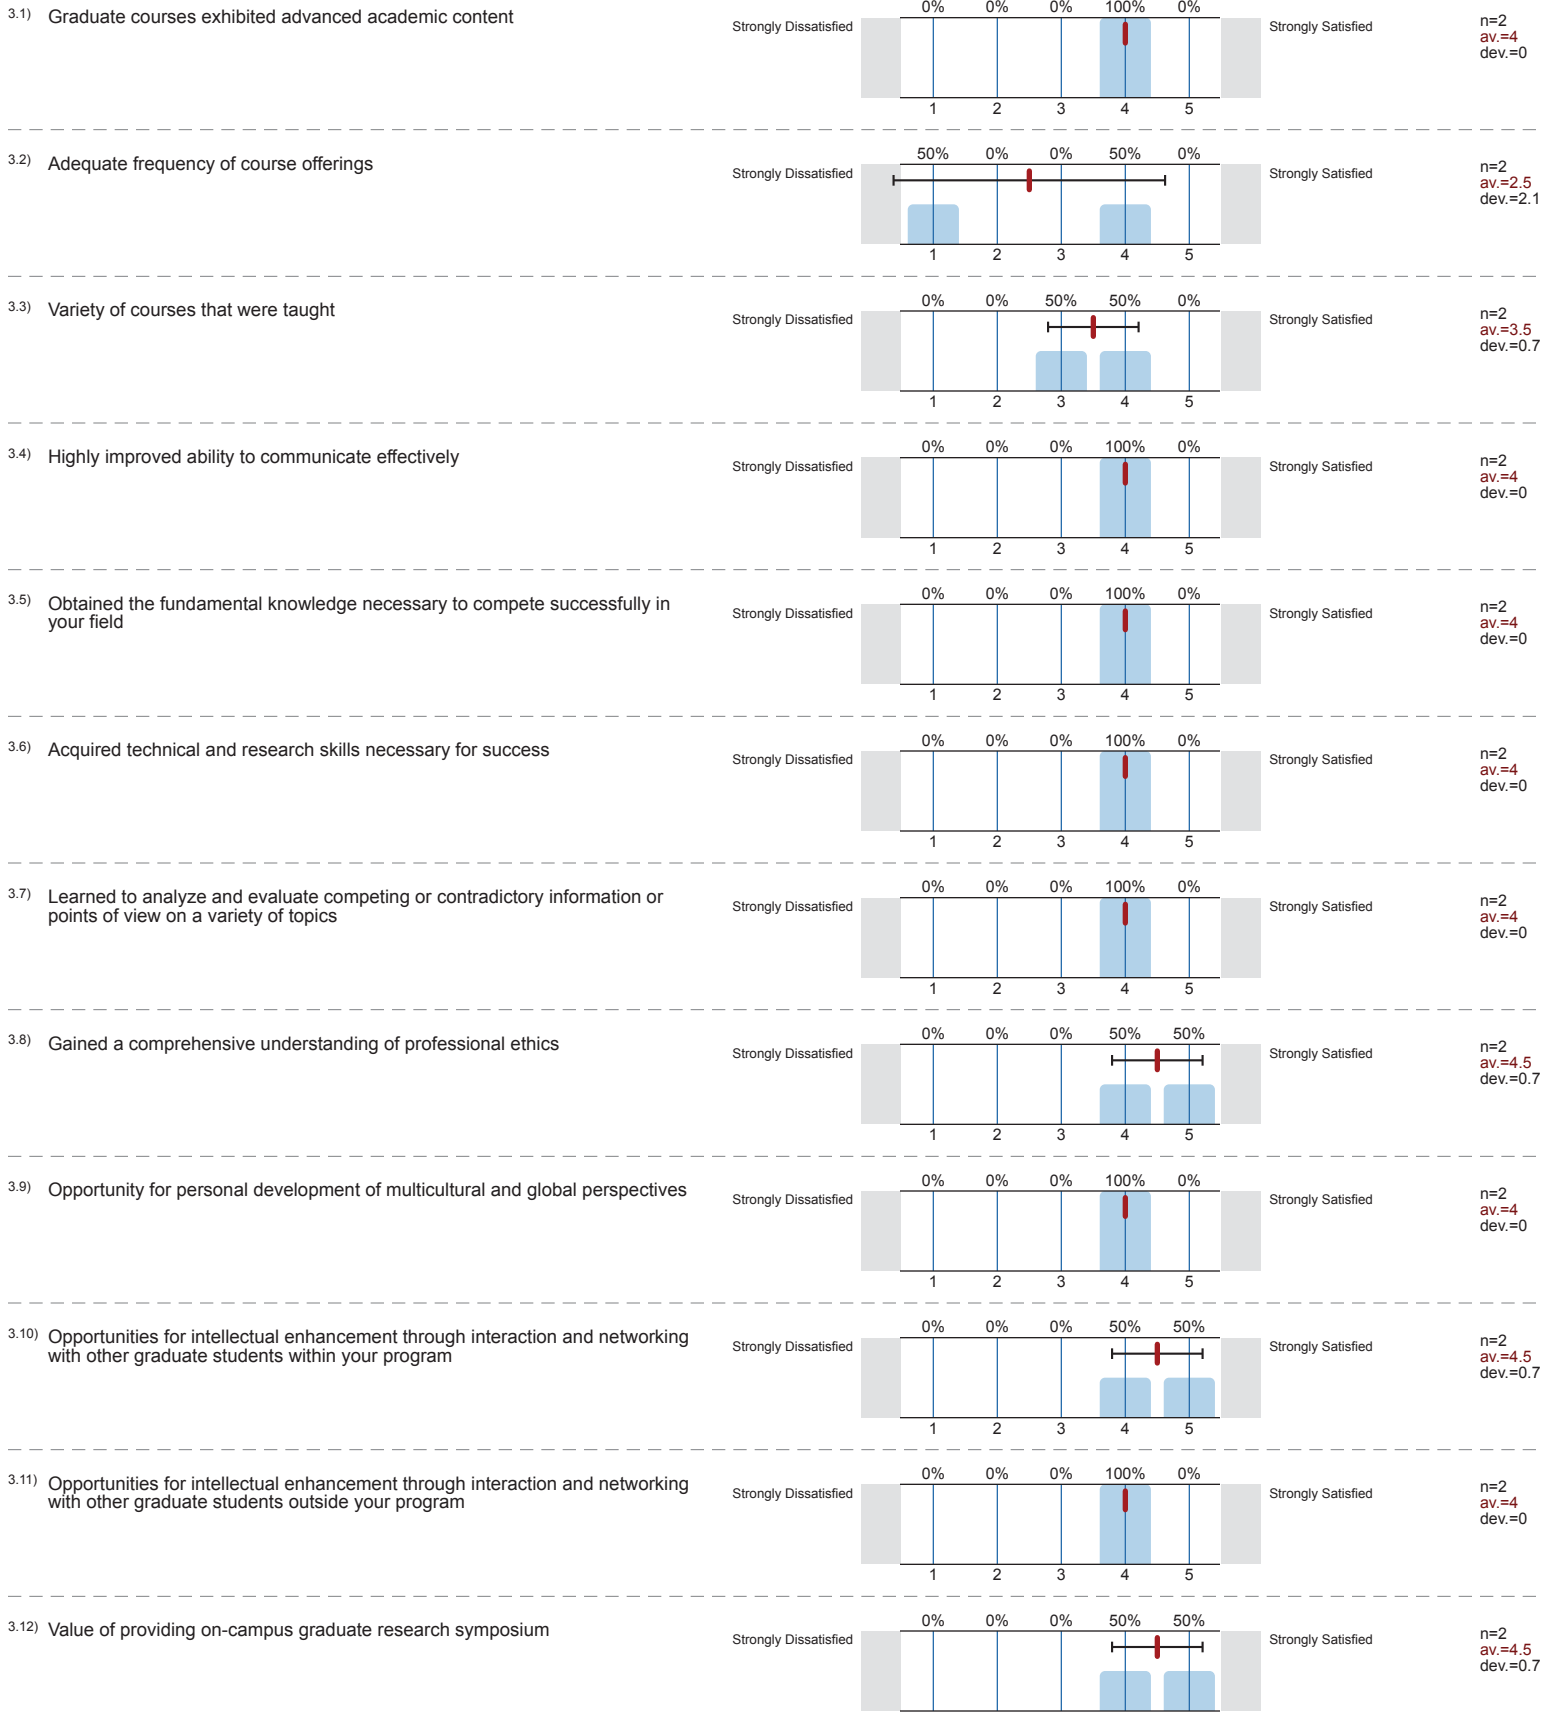 3.1) Graduate courses exhibited advanced academic content
Strongly Dissatisfied
0% 0% 0% 100% 0%
1 2 3 4 5
Strongly Satisfied
n=2
av.=4
dev.=0
3.2) Adequate frequency of course offerings
Strongly Dissatisfied
50% 0% 0% 50% 0%
1 2 3 4 5
Strongly Satisfied
n=2
av.=2.5
dev.=2.1
3.3) Variety of courses that were taught
Strongly Dissatisfied
0% 0% 50% 50% 0%
1 2 3 4 5
Strongly Satisfied
n=2
av.=3.5
dev.=0.7
3.4) Highly improved ability to communicate effectively
Strongly Dissatisfied
0% 0% 0% 100% 0%
1 2 3 4 5
Strongly Satisfied
n=2
av.=4
dev.=0
3.5) Obtained the fundamental knowledge necessary to compete successfully in
your field
Strongly Dissatisfied
0% 0% 0% 100% 0%
1 2 3 4 5
Strongly Satisfied
n=2
av.=4
dev.=0
3.6) Acquired technical and research skills necessary for success
Strongly Dissatisfied
0% 0% 0% 100% 0%
1 2 3 4 5
Strongly Satisfied
n=2
av.=4
dev.=0
3.7) Learned to analyze and evaluate competing or contradictory information or
points of view on a variety of topics
Strongly Dissatisfied
0% 0% 0% 100% 0%
1 2 3 4 5
Strongly Satisfied
n=2
av.=4
dev.=0
3.8) Gained a comprehensive understanding of professional ethics
Strongly Dissatisfied
0% 0% 0% 50% 50%
1 2 3 4 5
Strongly Satisfied
n=2
av.=4.5
dev.=0.7
3.9) Opportunity for personal development of multicultural and global perspectives
Strongly Dissatisfied
0% 0% 0% 100% 0%
1 2 3 4 5
Strongly Satisfied
n=2
av.=4
dev.=0
3.10) Opportunities for intellectual enhancement through interaction and networking
with other graduate students within your program
Strongly Dissatisfied
0% 0% 0% 50% 50%
1 2 3 4 5
Strongly Satisfied
n=2
av.=4.5
dev.=0.7
3.11) Opportunities for intellectual enhancement through interaction and networking
with other graduate students outside your program
Strongly Dissatisfied
0% 0% 0% 100% 0%
1 2 3 4 5
Strongly Satisfied
n=2
av.=4
dev.=0
3.12) Value of providing on-campus graduate research symposium
Strongly Dissatisfied
0% 0% 0% 50% 50%
Strongly Satisfied
n=2
av.=4.5
dev.=0.7